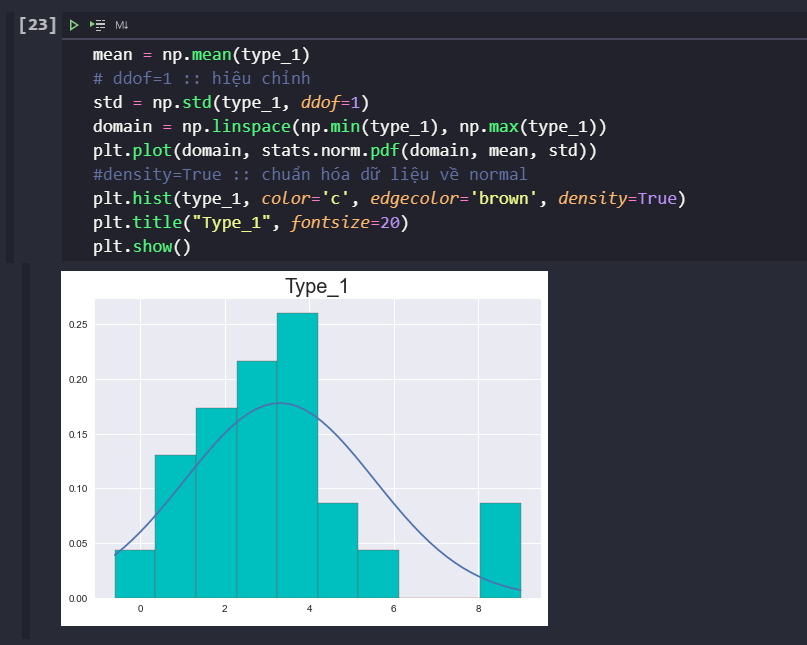 [23]
M↓
mean = np.mean(type_1)
# ddof=1 :: hiệu chỉnh
std = np.std(type_1, ddof=1)
domain = np.linspace(np.min(type_1), np.max(type_1))
plt.plot(domain, stats.norm.pdf(domain, mean, std))
#density=True :: chuẩn hóa dữ liệu về normal
plt.hist(type_1, color='c', edgecolor='brown', density=True)
plt.title("Type_1", fontsize=20)
plt.show()
Type_1
0.25
0.20
0.15
0.10
0.05
0.00
0 2 4 6 8